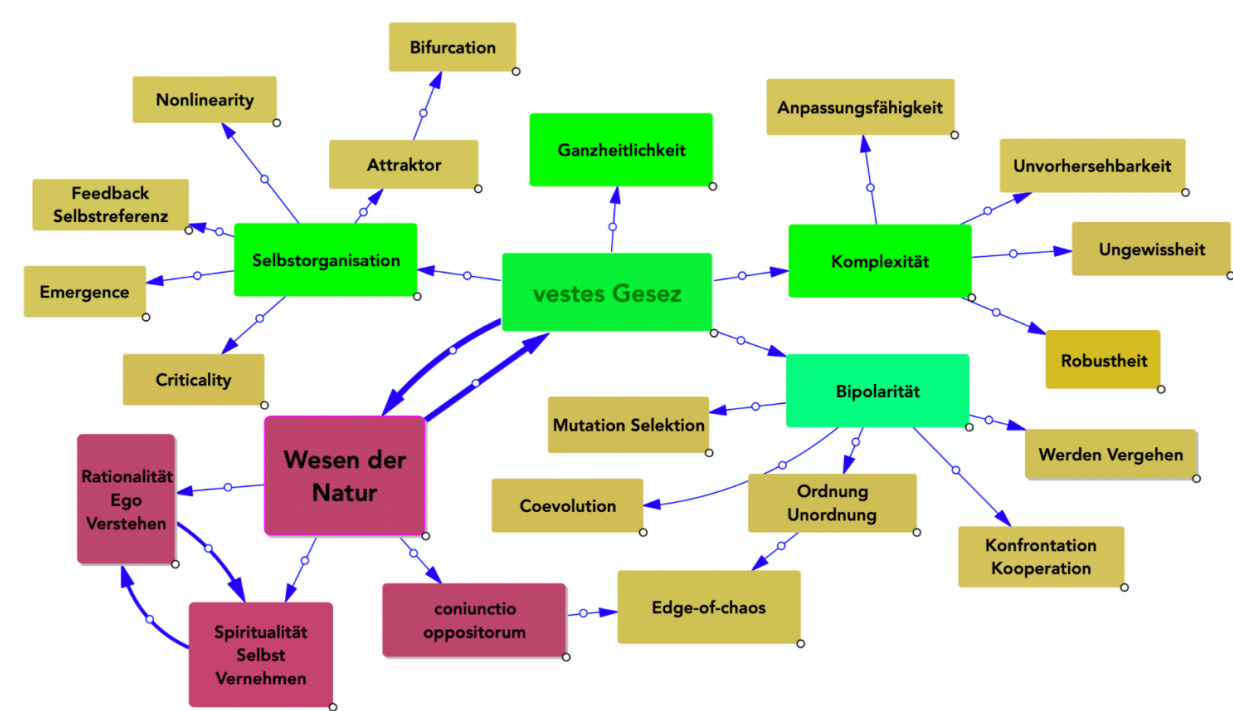 Bifurcation
Nonlinearity
Anpassungsfähigkeit
Ganzheitlichkeit
Attraktor
Unvorhersehbarkeit
Feedback
Selbstreferenz
Selbstorganisation
Komplexität
Ungewissheit
Emergence
vestes Gesez
Robustheit
Criticality
Bipolarität
Mutation Selektion
Werden Vergehen
Wesen der
Natur
Rationalität
Ego
Verstehen
Coevolution
Ordnung
Unordnung
Konfrontation
Kooperation
coniunctio
oppositorum
Edge-of-chaos
Spiritualität
Selbst
Vernehmen